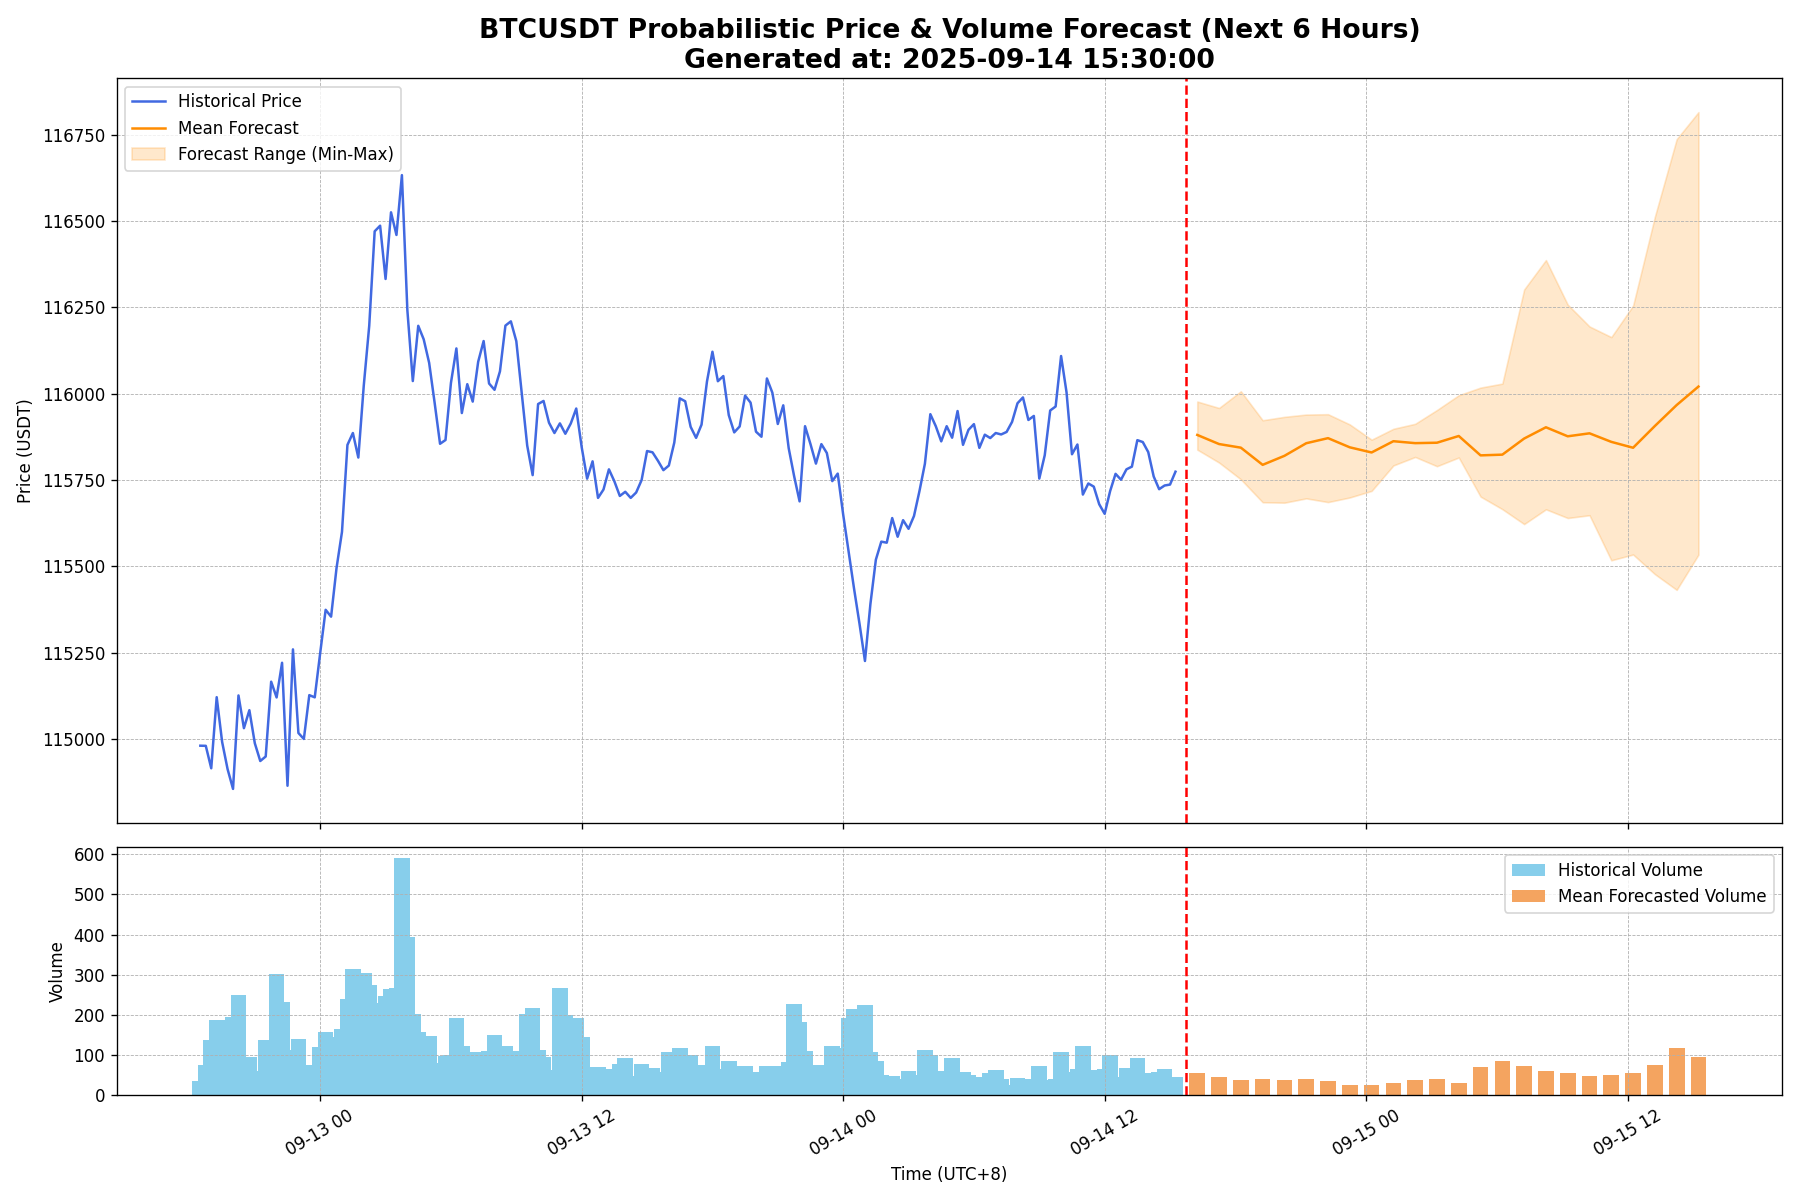 BTCUSDT Probabilistic Price & Volume Forecast (Next 6 Hours)
Generated at: 2025-09-14 15:30:00
Historical Price
Mean Forecast
Forecast Range (Min-Max)
Price (USDT)
116750
116500
116250
116000
115750
115500
115250
115000
Historical Volume
Mean Forecasted Volume
Volume
600
500
400
300
200
100
0
09-13 00
09-13 12
09-14 00
09-14 12
09-15 00
09-15 12
Time (UTC+8)